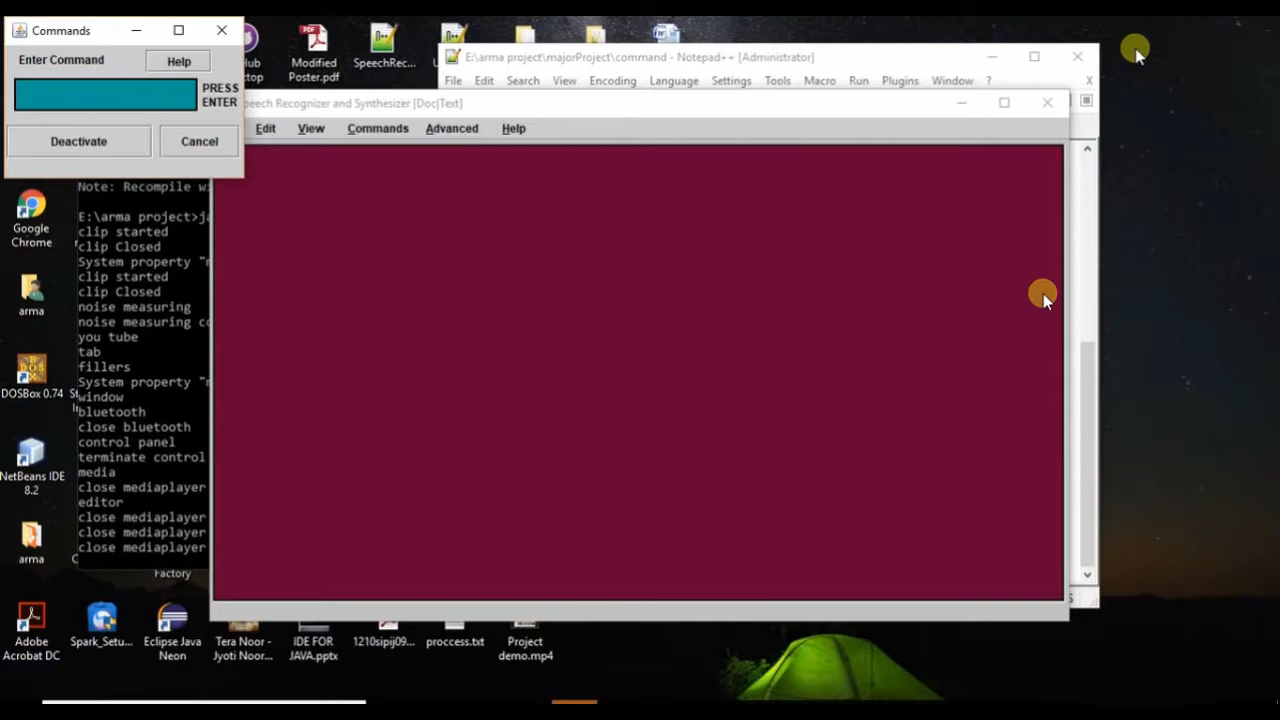 Commands
Enter Command
Help
PRESS
ENTER
Deactivate
Cancel
Modified
Poster.pdf
SpeechRec...
E:\arma project\majorProject\command - Notepad++ [Administrator]
File Edit Search View Encoding Language Settings Tools Macro Run Plugins Window ? X
Recognizer and Synthesizer [Doc|Text]
Edit View Commands Advanced Help
Google
Chrome
arma
DOSBox 0.74
NetBeans IDE
8.2
arma
Note: Recompile
E:\arma project>
clip started
clip Closed
System property
clip started
clip Closed
noise measuring
noise measuring
you tube
tab
fillers
System property
window
bluetooth
close bluetooth
control panel
terminate control
media
close mediaplayer
editor
close mediaplayer
close mediaplayer
close mediaplayer
Factory
Adobe
Acrobat DC
Spark_Setu...
Eclipse Java
Neon
Tera Noor -
Jyoti Noor...
IDE FOR
JAVA.pptx
1210sipij09...
proccess.txt
Project
demo.mp4